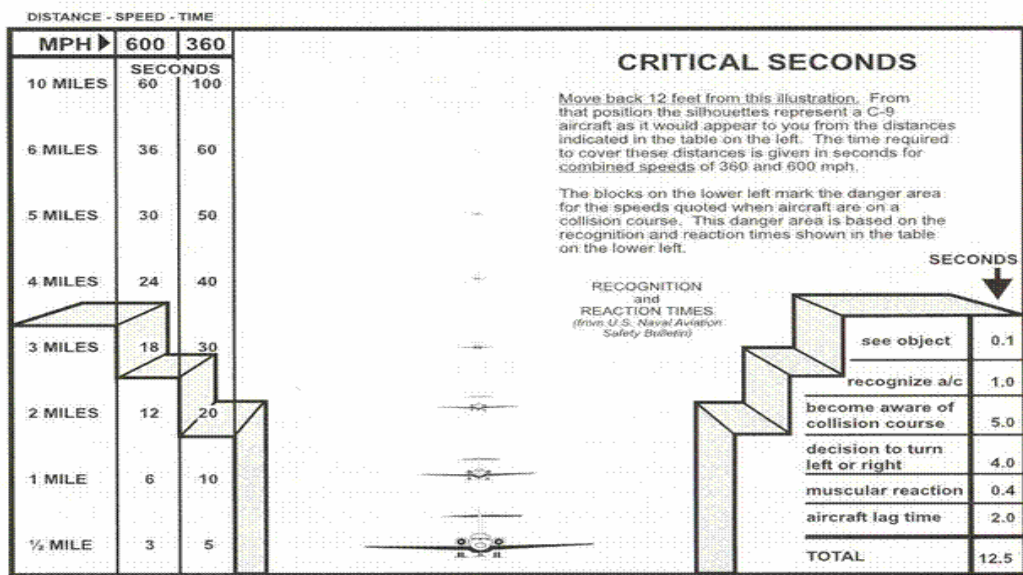 DISTANCE - SPEED - TIME
MPH 600 360
SECONDS
10 MILES 60 100
6 MILES 36 60
5 MILES 30 50
4 MILES 24 40
3 MILES 18 30
2 MILES 12 20
1 MILE 6 10
½ MILE 3 5
CRITICAL SECONDS
Move back 12 feet from this illustration. From
that position the silhouettes represent a C-9
aircraft as it would appear to you from the distances
indicated in the table on the left. The time required
to cover these distances is given in seconds for
combined speeds of 360 and 600 mph.
The blocks on the lower left mark the danger area
for the speeds quoted when aircraft are on a
collision course. This danger area is based on the
recognition and reaction times shown in the table
on the lower left.
RECOGNITION
and
REACTION TIMES
(from U.S. Naval Aviation
Safety Bulletin)
SECONDS
see object 0.1
recognize a/c 1.0
become aware of
collision course 5.0
decision to turn
left or right 4.0
muscular reaction 0.4
aircraft lag time 2.0
TOTAL 12.5